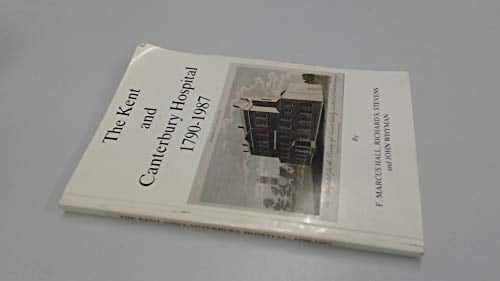 The Kent
and
Canterbury Hospital
1790-1987
By
F. MARCUS HALL, RICHARD S. STEVENS
and JOHN WHYMAN
THE KENT AND CANTERBURY HOSPITAL 1790-1987